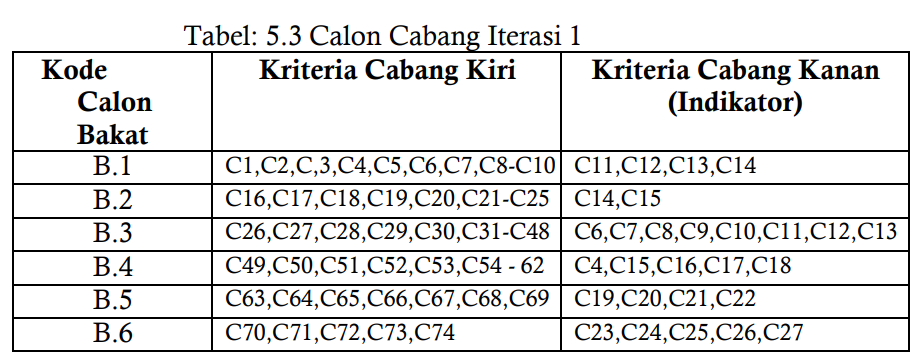 Tabel: 5.3 Calon Cabang Iterasi 1
Kode Calon Bakat | Kriteria Cabang Kiri | Kriteria Cabang Kanan (Indikator)
B.1 | C1,C2,C,3,C4,C5,C6,C7,C8-C10 | C11,C12,C13,C14
B.2 | C16,C17,C18,C19,C20,C21-C25 | C14,C15
B.3 | C26,C27,C28,C29,C30,C31-C48 | C6,C7,C8,C9,C10,C11,C12,C13
B.4 | C49,C50,C51,C52,C53,C54 - 62 | C4,C15,C16,C17,C18
B.5 | C63,C64,C65,C66,C67,C68,C69 | C19,C20,C21,C22
B.6 | C70,C71,C72,C73,C74 | C23,C24,C25,C26,C27